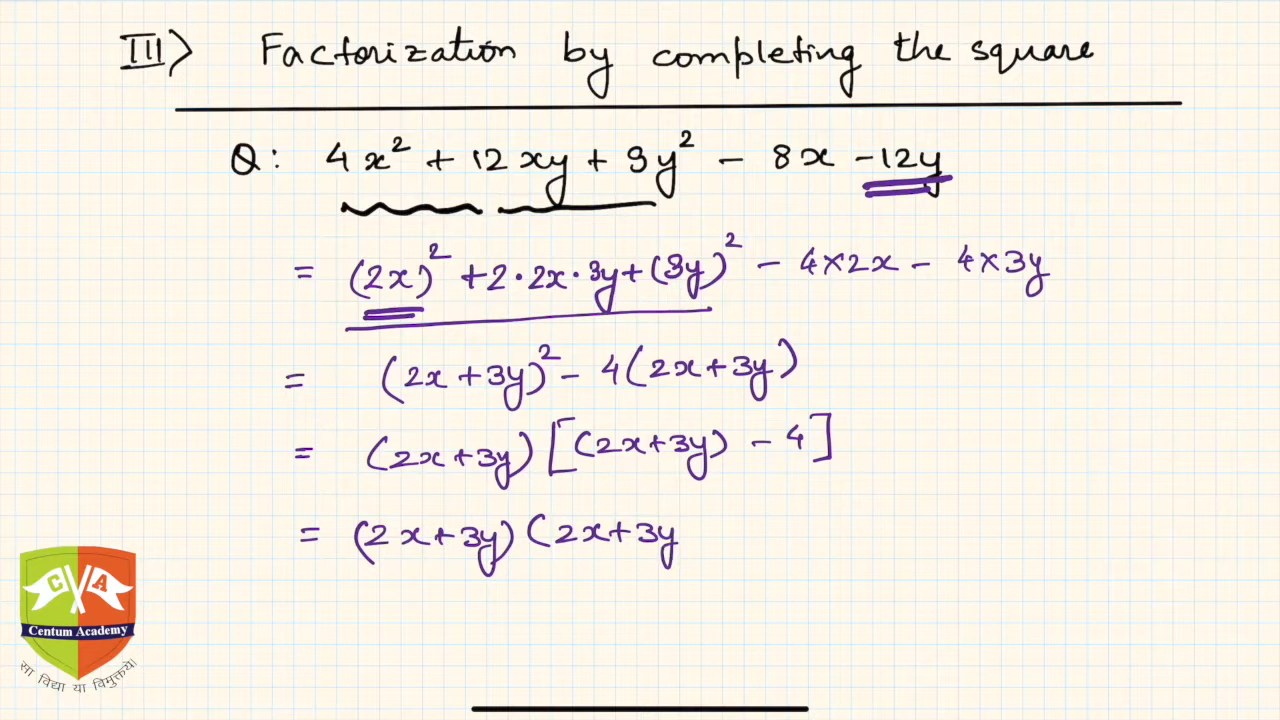 III> Factorization by completing the square
Q: 4x² + 12xy + 9y² - 8x - 12y
= (2x)² + 2·2x·3y + (3y)² - 4×2x - 4×3y
= (2x+3y)² - 4(2x+3y)
= (2x+3y)[(2x+3y) - 4]
= (2x+3y)(2x+3y
C A
Centum Academy
सा विद्या या विमुक्तये।